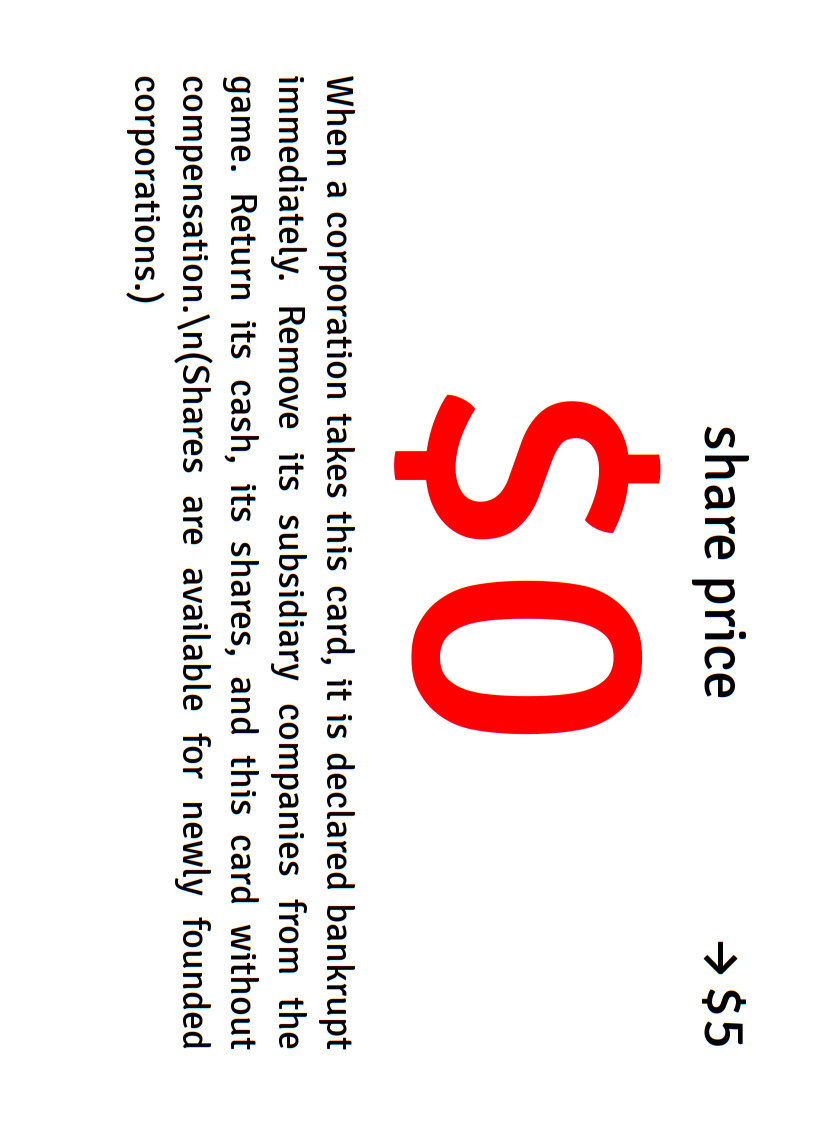 share price → $5
$0
When a corporation takes this card, it is declared bankrupt
immediately. Remove its subsidiary companies from the
game. Return its cash, its shares, and this card without
compensation.\n(Shares are available for newly founded
corporations.)